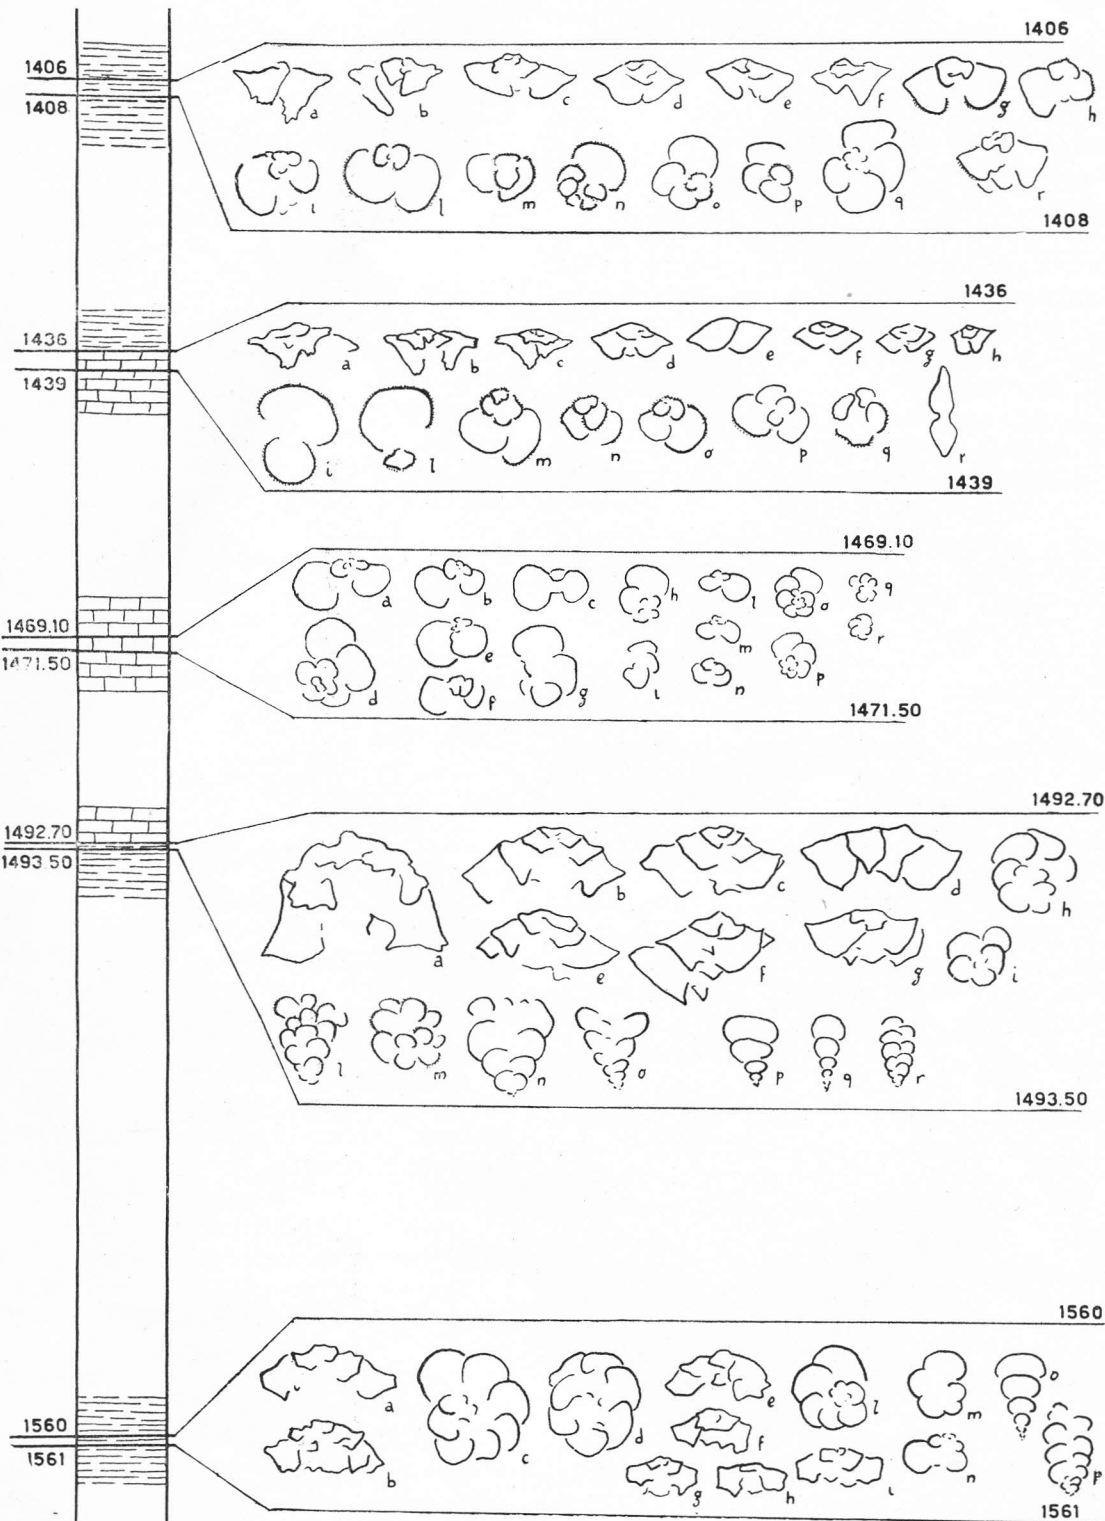 1406
1406
1408
a b c d e f g h
i l m n o p q r
1408
1436
1436
1439
a b c d e f g h
i l m n o p q r
1439
1469.10
1469.10
1471.50
a b c h l o q
e m r
d f g i n p
1471.50
1492.70
1492.70
1493 50
a b c d h
e f g i
l m n o p q r
1493.50
1560
1560
1561
a c d e l m o
b f n p
g h i
1561